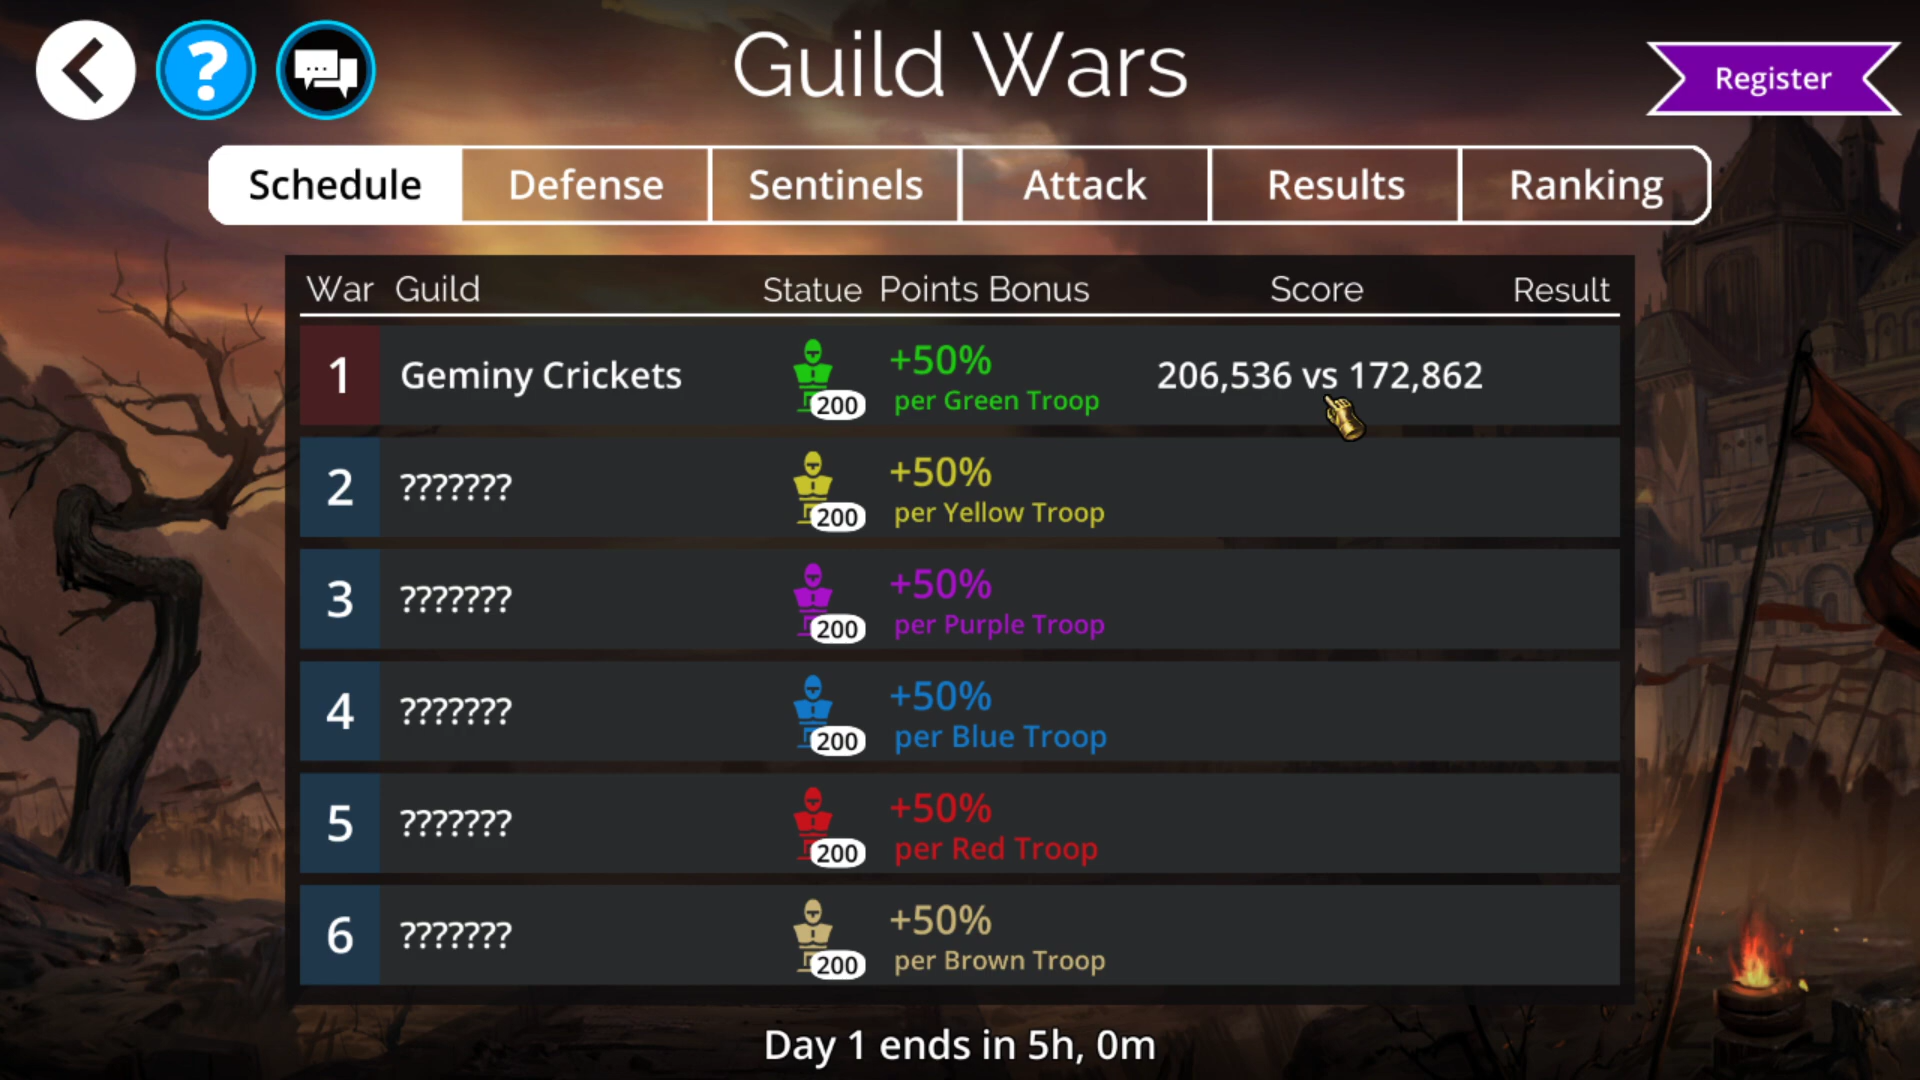 Guild Wars
Register
Schedule Defense Sentinels Attack Results Ranking
War Guild Statue Points Bonus Score Result
1 Geminy Crickets 200 +50% per Green Troop 206,536 vs 172,862
2 ??????? 200 +50% per Yellow Troop
3 ??????? 200 +50% per Purple Troop
4 ??????? 200 +50% per Blue Troop
5 ??????? 200 +50% per Red Troop
6 ??????? 200 +50% per Brown Troop
Day 1 ends in 5h, 0m